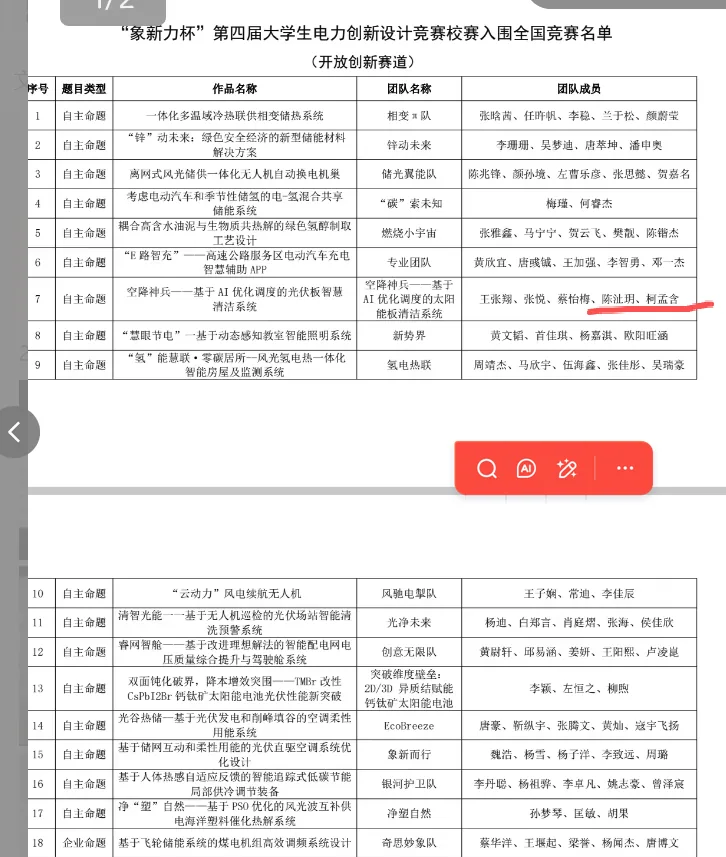 1/2
“象新力杯”第四届大学生电力创新设计竞赛校赛入围全国竞赛名单
（开放创新赛道）
序号 题目类型 作品名称 团队名称 团队成员
1 自主命题 一体化多温域冷热联供相变储热系统 相变π队 张晗茜、任昨帆、李稳、兰于松、颜蔚莹
2 自主命题 “锌”动未来：绿色安全经济的新型储能材料
解决方案 锌动未来 李珊珊、吴梦迪、唐萃坤、潘申奥
3 自主命题 离网式风光储供一体化无人机自动换电机巢 储光翼能队 陈兆锋、颜孙境、左曹乐彦、张思懿、贺嘉名
4 自主命题 考虑电动汽车和季节性储氢的电-氢混合共享
储能系统 “碳”索未知 梅瑾、何睿杰
5 自主命题 耦合高含水油泥与生物质共热解的绿色氢醇制取
工艺设计 燃烧小宇宙 张雅鑫、马宁宁、贺云飞、樊靓、陈锴杰
6 自主命题 “E路智充”——高速公路服务区电动汽车充电
智慧辅助APP 专业团队 黄欣宜、唐彧铖、王加强、李智勇、邓一杰
7 自主命题 空降神兵——基于AI优化调度的光伏板智慧
清洁系统 空降神兵——基于
AI优化调度的太阳
能板清洁系统 王张翔、张悦、蔡怡梅、陈沚玥、柯孟含
8 自主命题 “慧眼节电”一基于动态感知教室智能照明系统 新势界 黄文韬、首佳琪、杨嘉淇、欧阳旺涵
9 自主命题 “氢”能慧联·零碳居所—风光氢电热一体化
智能房屋及监测系统 氢电热联 周靖杰、马欣宇、伍海鑫、张佳彤、吴瑞豪
AI
10 自主命题 “云动力”风电续航无人机 风驰电掣队 王子娴、常迪、李佳辰
11 自主命题 清智光能一一基于无人机巡检的光伏场站智能清
洗预警系统 光净未来 杨迪、白郑言、肖庭熠、张海、侯佳欣
12 自主命题 睿网智舱——基于改进理想解法的智能配电网电
压质量综合提升与驾驶舱系统 创意无限队 黄尉轩、邱易涵、姜妍、王阳熙、卢凌崑
13 自主命题 双面钝化破界，降本增效突围——TMBr改性
CsPbI2Br钙钛矿太阳能电池光伏性能新突破 突破维度壁垒：
2D/3D 异质结赋能
钙钛矿太阳能电池 李颖、左恒之、柳煦
14 自主命题 光谷热储—基于光伏发电和削峰填谷的空调柔性
用能系统 EcoBreeze 唐豪、靳纵宇、张腾文、黄灿、寇宇飞扬
15 自主命题 基于储网互动和柔性用能的光伏直驱空调系统优
化设计 象新而行 魏浩、杨雪、杨子洋、李致远、周璐
16 自主命题 基于人体热感自适应反馈的智能追踪式低碳节能
局部供冷调节装备 银河护卫队 李丹聪、杨祖骅、李卓凡、姚志豪、曾泽宸
17 自主命题 净“塑”自然——基于PSO优化的风光波互补供
电海洋塑料催化热解系统 净塑自然 孙梦琴、匡敏、胡果
18 企业命题 基于飞轮储能系统的煤电机组高效调频系统设计 奇思妙象队 蔡华洋、王堰起、梁誉、杨闻杰、唐博文